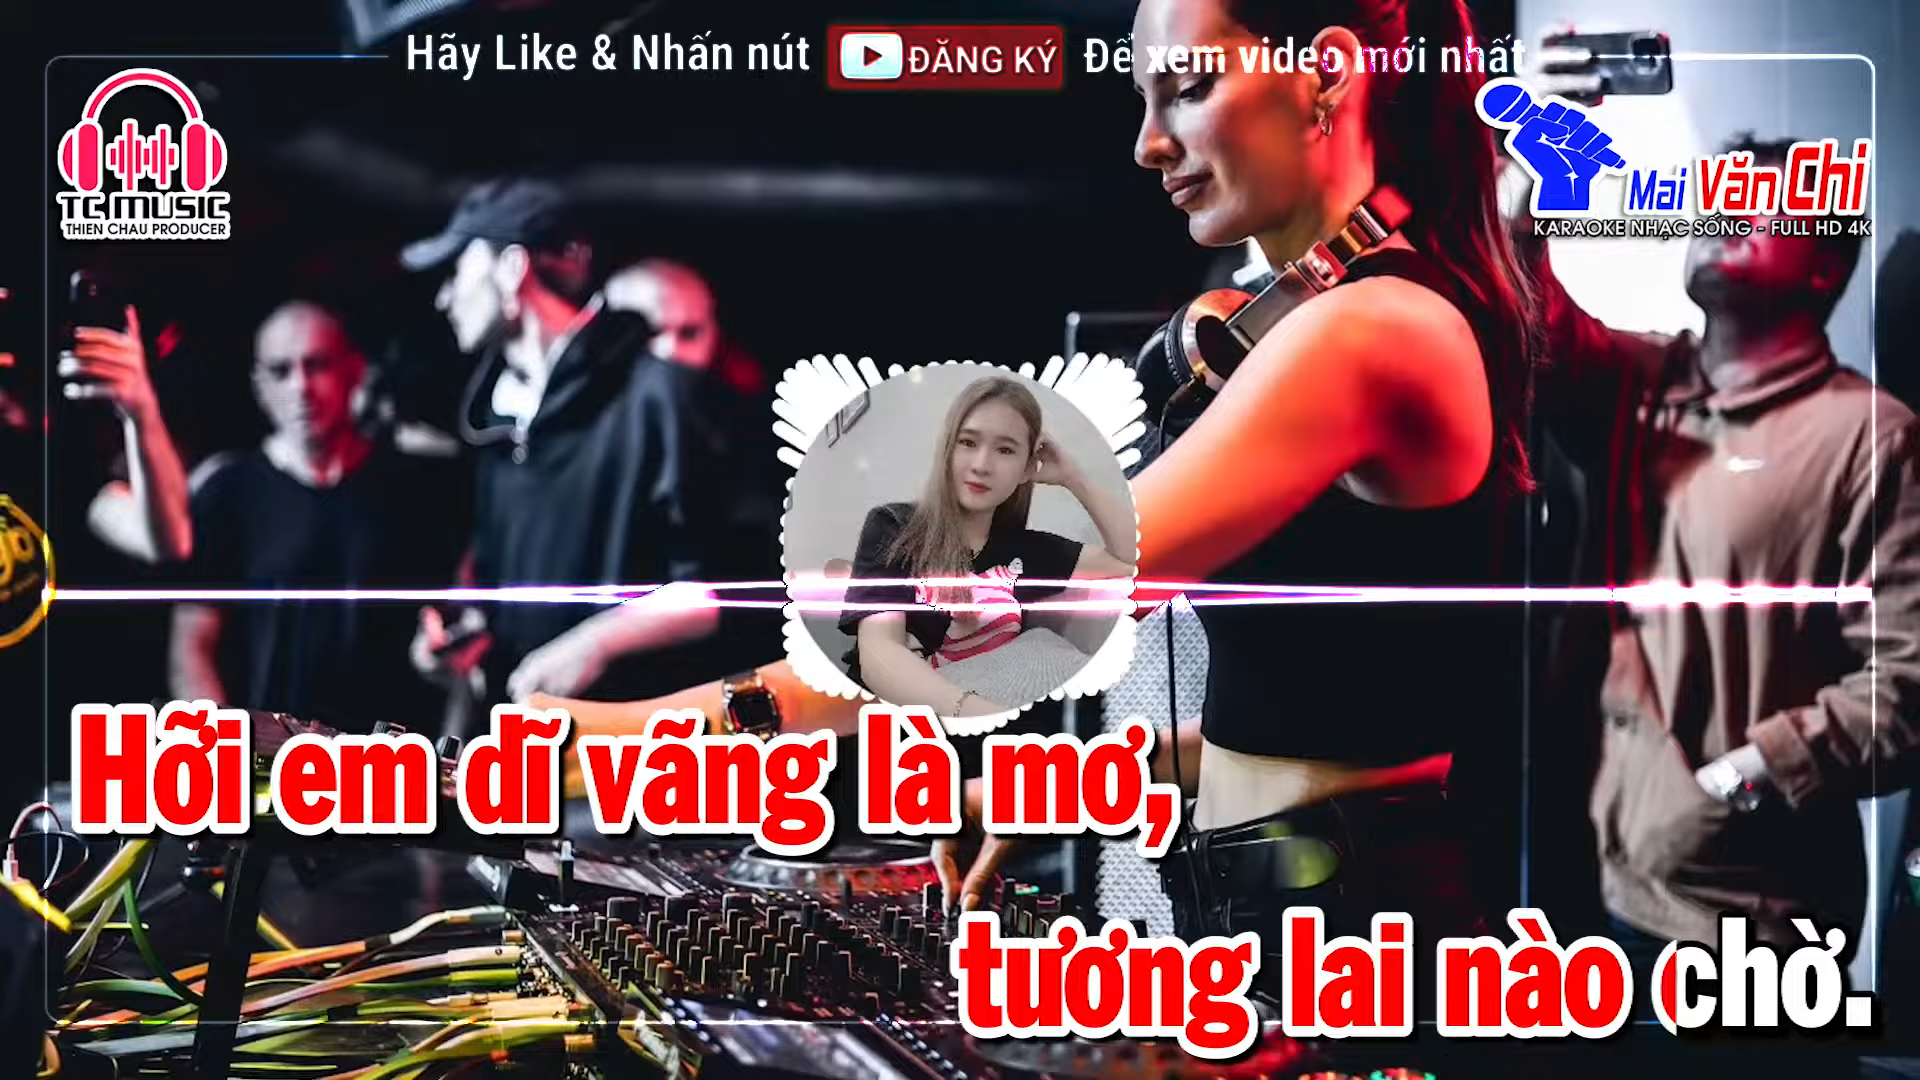 Hãy Like & Nhấn nút ĐĂNG KÝ Để xem video mới nhất
TC MUSIC
THIEN CHAU PRODUCER
Mai Văn Chi
KARAOKE NHẠC SỐNG - FULL HD 4K
Hỡi em dĩ vãng là mơ,
tương lai nào chờ.